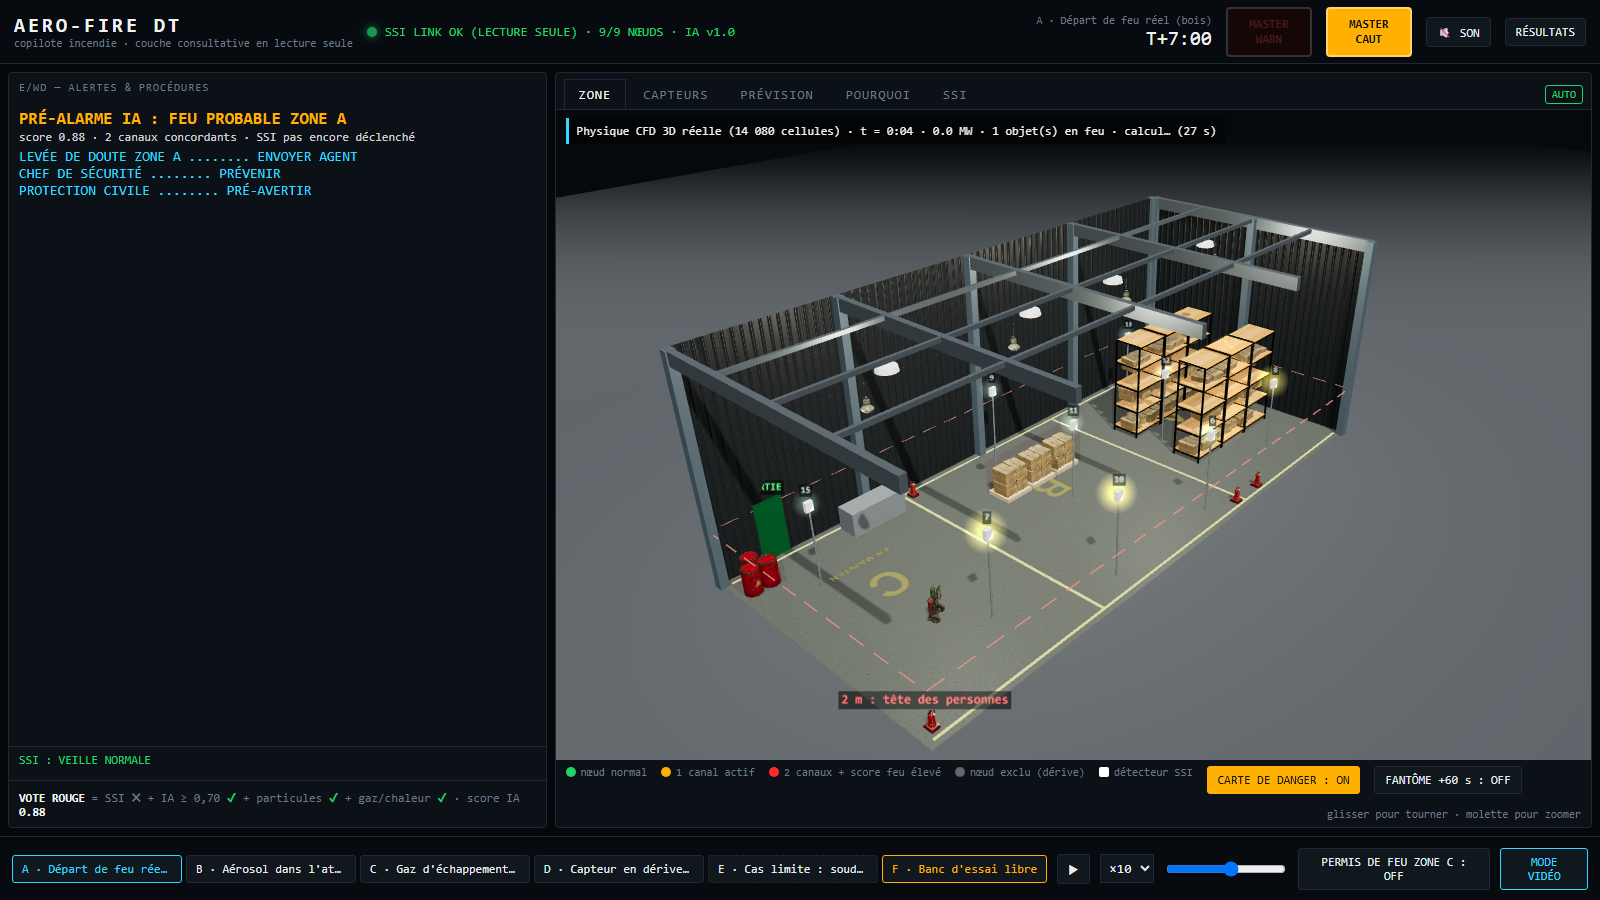 AERO-FIRE DT
copilote incendie · couche consultative en lecture seule
SSI LINK OK (LECTURE SEULE) · 9/9 NŒUDS · IA v1.0
A · Départ de feu réel (bois)
T+7:00
MASTER
WARN
MASTER
CAUT
SON
RÉSULTATS
E/WD — ALERTES & PROCÉDURES
PRÉ-ALARME IA : FEU PROBABLE ZONE A
score 0.88 · 2 canaux concordants · SSI pas encore déclenché
LEVÉE DE DOUTE ZONE A ........ ENVOYER AGENT
CHEF DE SÉCURITÉ ........ PRÉVENIR
PROTECTION CIVILE ........ PRÉ-AVERTIR
SSI : VEILLE NORMALE
VOTE ROUGE = SSI ✕ + IA ≥ 0,70 ✓ + particules ✓ + gaz/chaleur ✓ · score IA
0.88
ZONE
CAPTEURS
PRÉVISION
POURQUOI
SSI
AUTO
Physique CFD 3D réelle (14 080 cellules) · t = 0:04 · 0.0 MW · 1 objet(s) en feu · calcul… (27 s)
13
9
11
10
15
7
B
C
2 m : tête des personnes
nœud normal
1 canal actif
2 canaux + score feu élevé
nœud exclu (dérive)
détecteur SSI
CARTE DE DANGER : ON
FANTÔME +60 s : OFF
glisser pour tourner · molette pour zoomer
A · Départ de feu rée…
B · Aérosol dans l'at…
C · Gaz d'échappement…
D · Capteur en dérive…
E · Cas limite : soud…
F · Banc d'essai libre
▶
x10
PERMIS DE FEU ZONE C :
OFF
MODE
VIDÉO